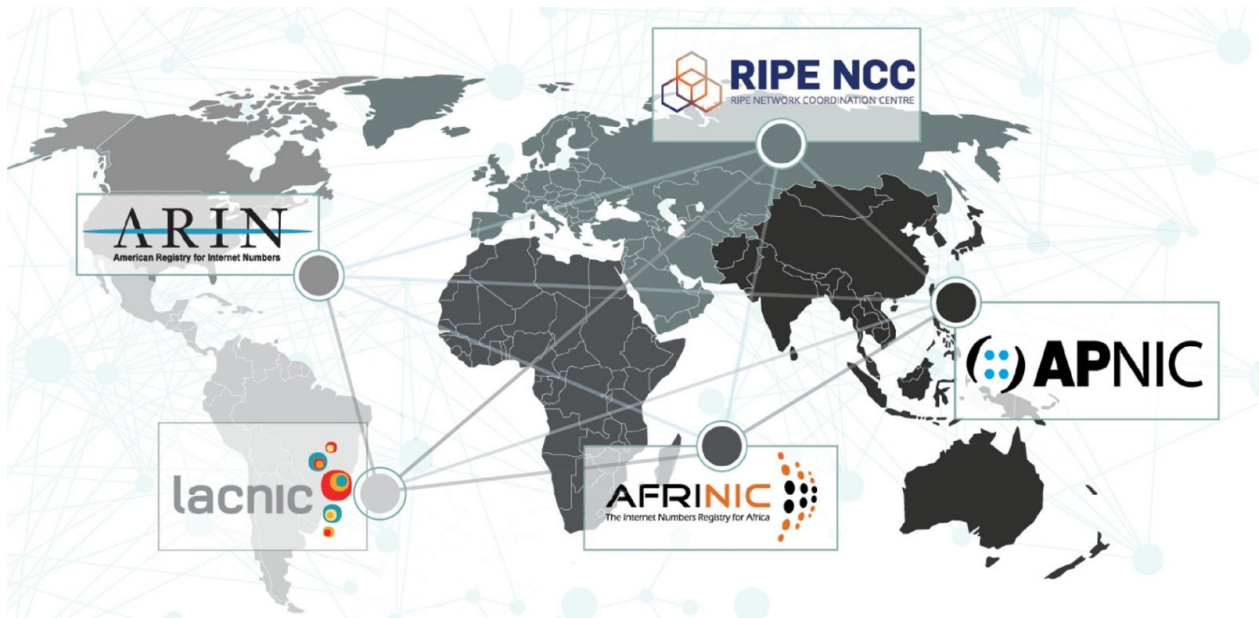 RIPE NCC
RIPE NETWORK COORDINATION CENTRE
ARIN
American Registry for Internet Numbers
APNIC
lacnic
AFRINIC
The Internet Numbers Registry for Africa